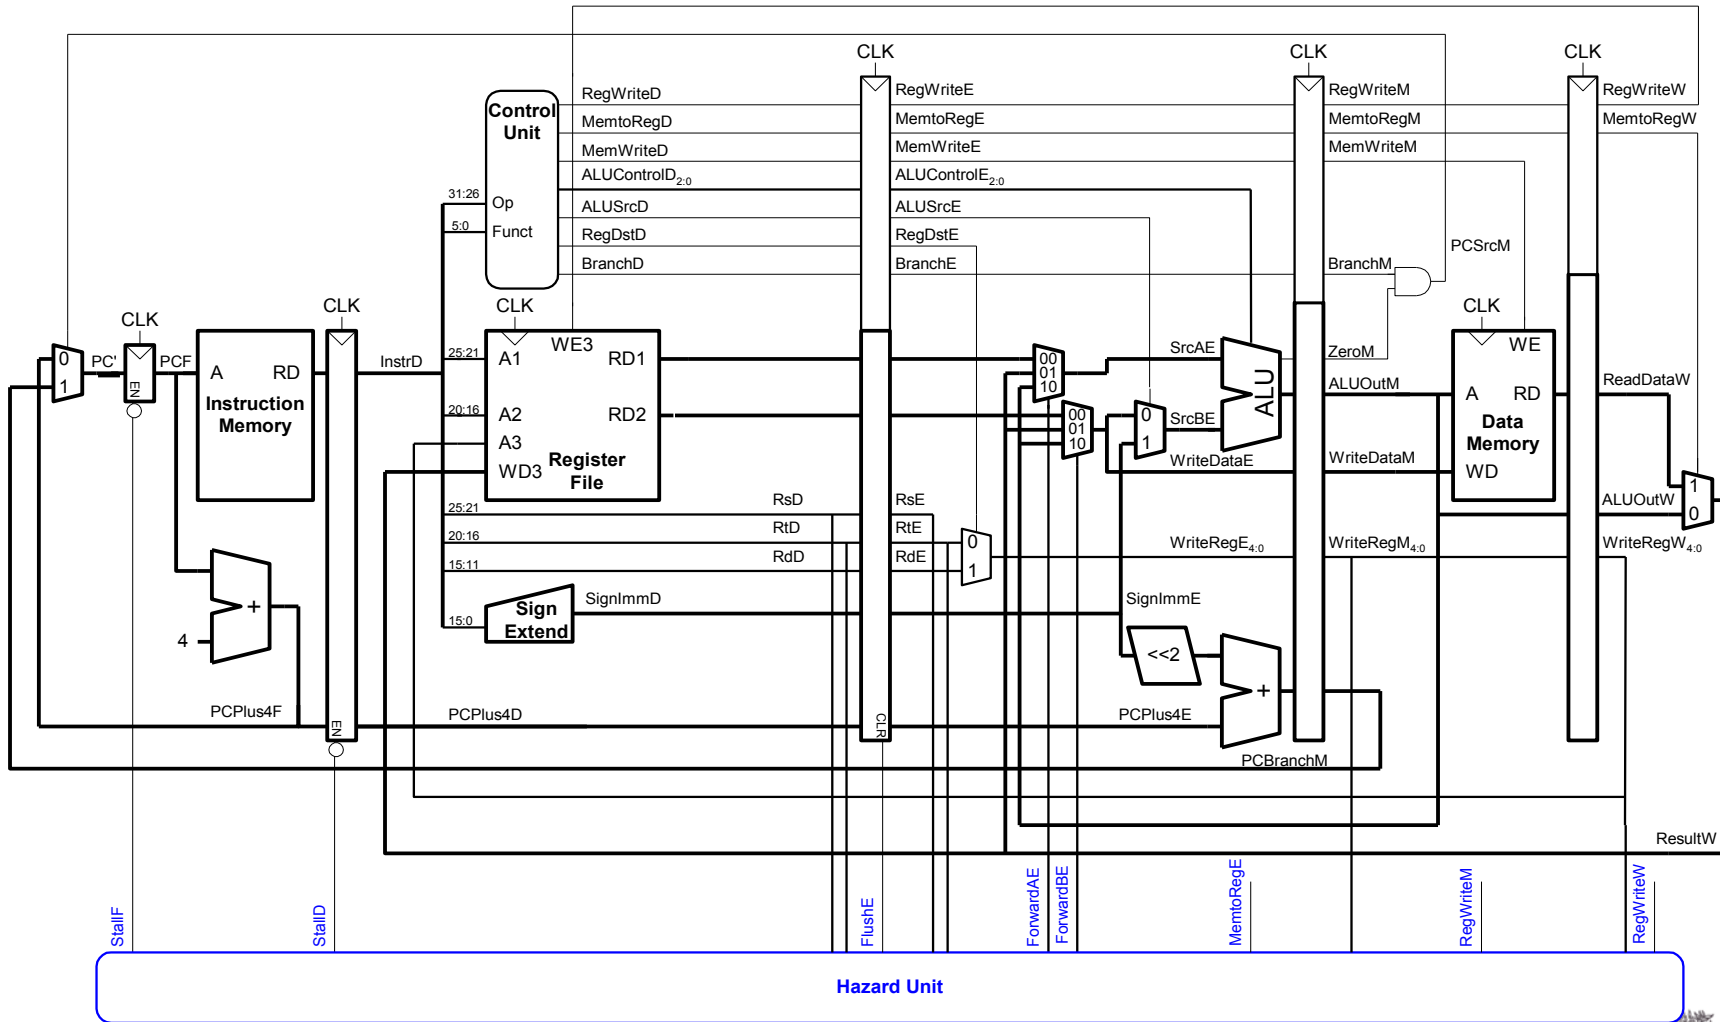 CLK
CLK
CLK
Control
Unit
RegWriteD
RegWriteE
RegWriteM
RegWriteW
MemtoRegD
MemtoRegE
MemtoRegM
MemtoRegW
MemWriteD
MemWriteE
MemWriteM
ALUControlD2:0
ALUControlE2:0
31:26
Op
ALUSrcD
ALUSrcE
5:0
Funct
RegDstD
RegDstE
PCSrcM
BranchD
BranchE
BranchM
CLK
CLK
CLK
CLK
WE3
WE
0
1
PC'
PCF
EN
A
RD
Instruction
Memory
InstrD
25:21
A1
RD1
00
01
10
SrcAE
ZeroM
ALU
ALUOutM
A
RD
Data
Memory
WD
ReadDataW
20:16
A2
RD2
00
01
10
0
1
SrcBE
A3
WD3
Register
File
WriteDataE
WriteDataM
1
0
25:21
RsD
RsE
ALUOutW
20:16
RtD
RtE
0
1
15:11
RdD
RdE
WriteRegE4:0
WriteRegM4:0
WriteRegW4:0
+
4
15:0
Sign
Extend
SignImmD
SignImmE
<<2
+
PCPlus4F
EN
PCPlus4D
CLR
PCPlus4E
PCBranchM
ResultW
StallF
StallD
FlushE
ForwardAE
ForwardBE
MemtoRegE
RegWriteM
RegWriteW
Hazard Unit